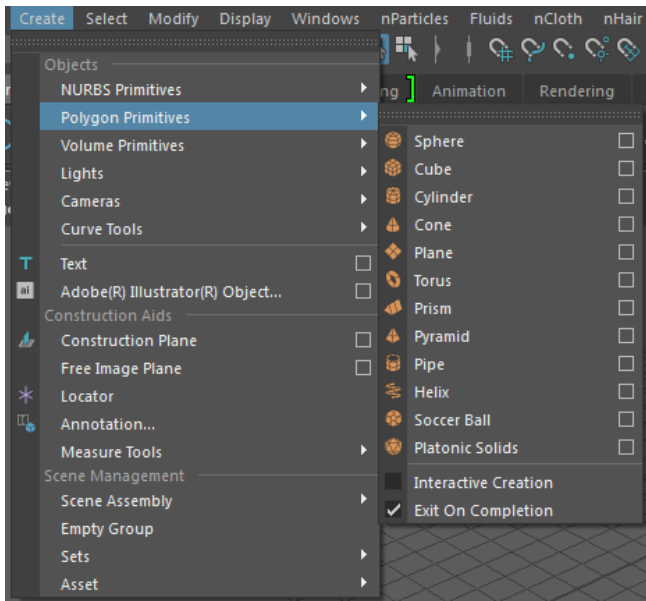 Create Select Modify Display Windows nParticles Fluids nCloth nHair
Objects
NURBS Primitives
Polygon Primitives
Volume Primitives
Lights
Cameras
Curve Tools
T Text
ai Adobe(R) Illustrator(R) Object...
Construction Aids
Construction Plane
Free Image Plane
Locator
Annotation...
Measure Tools
Scene Management
Scene Assembly
Empty Group
Sets
Asset
ng Animation Rendering
Sphere
Cube
Cylinder
Cone
Plane
Torus
Prism
Pyramid
Pipe
Helix
Soccer Ball
Platonic Solids
Interactive Creation
Exit On Completion